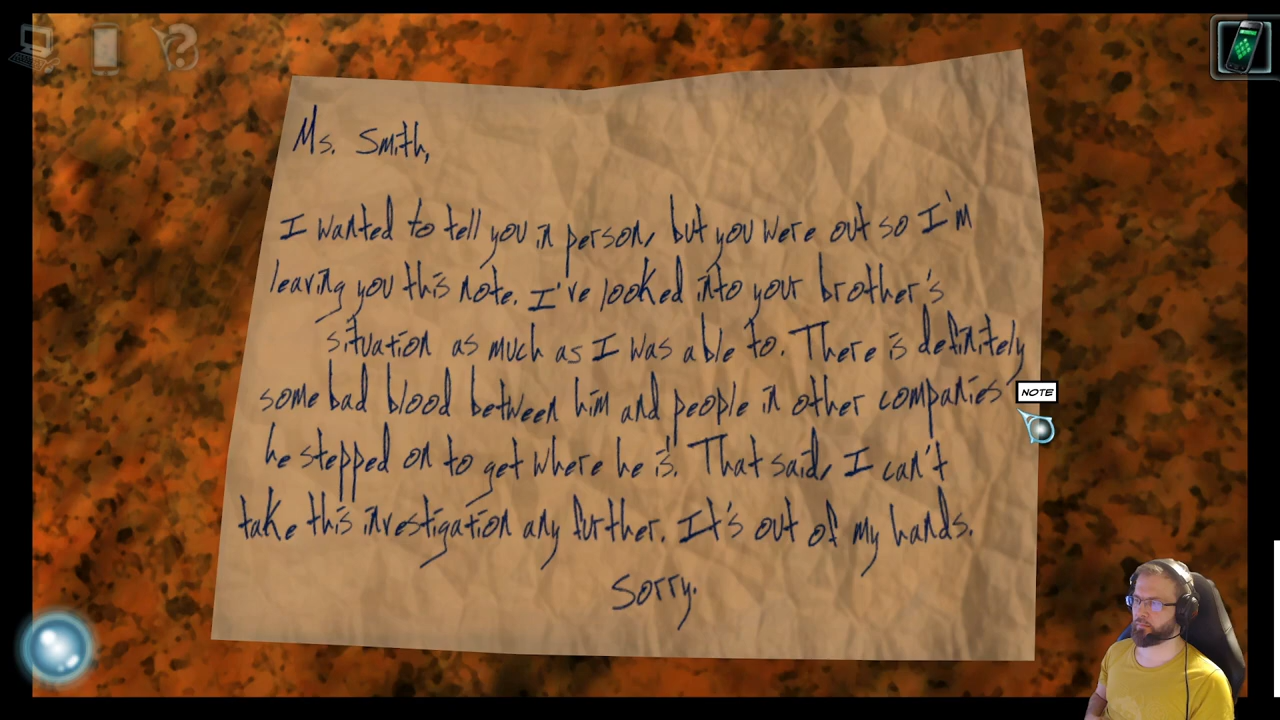 Ms. Smith,
I wanted to tell you in person, but you were out so I'm
leaving you this note. I've looked into your brother's
situation as much as I was able to. There is definitely
some bad blood between him and people in other companies
he stepped on to get where he is. That said, I can't
take this investigation any further. It's out of my hands.
Sorry.
NOTE